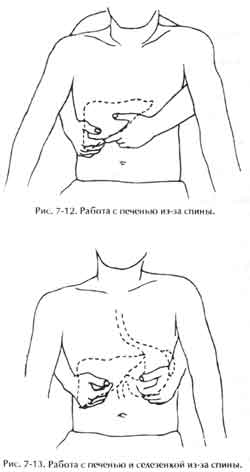 Рис. 7-12. Работа с печенью из-за спины.
Рис. 7-13. Работа с печенью и селезенкой из-за спины.